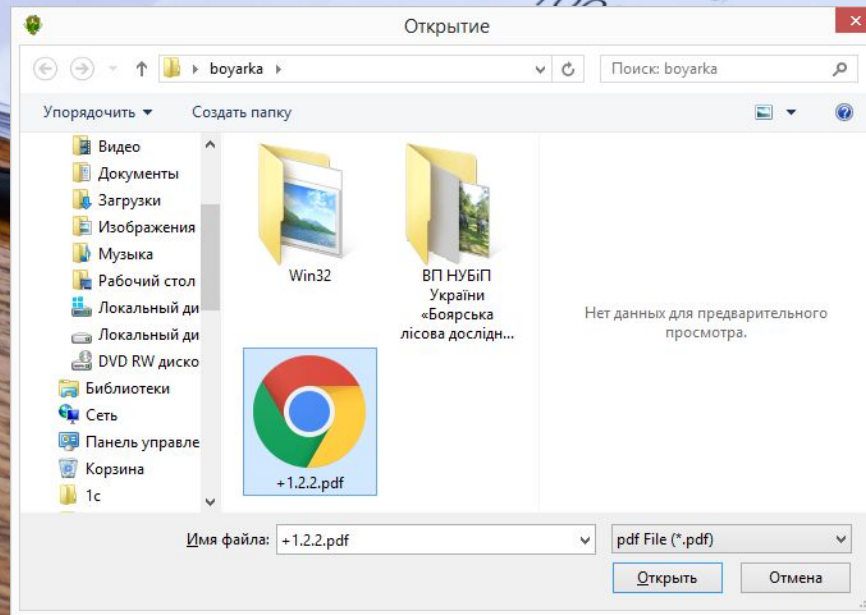 Открытие
boyarka
Поиск: boyarka
Упорядочить
Создать папку
Видео
Документы
Загрузки
Изображения
Музыка
Рабочий стол
Локальный ди
Локальный ди
DVD RW диско
Библиотеки
Сеть
Панель управле
Корзина
1c
Win32
ВП НУБіП
України
«Боярська
лісова дослідн...
+1.2.2.pdf
Нет данных для предварительного
просмотра.
Имя файла: +1.2.2.pdf
pdf File (*.pdf)
Открыть
Отмена